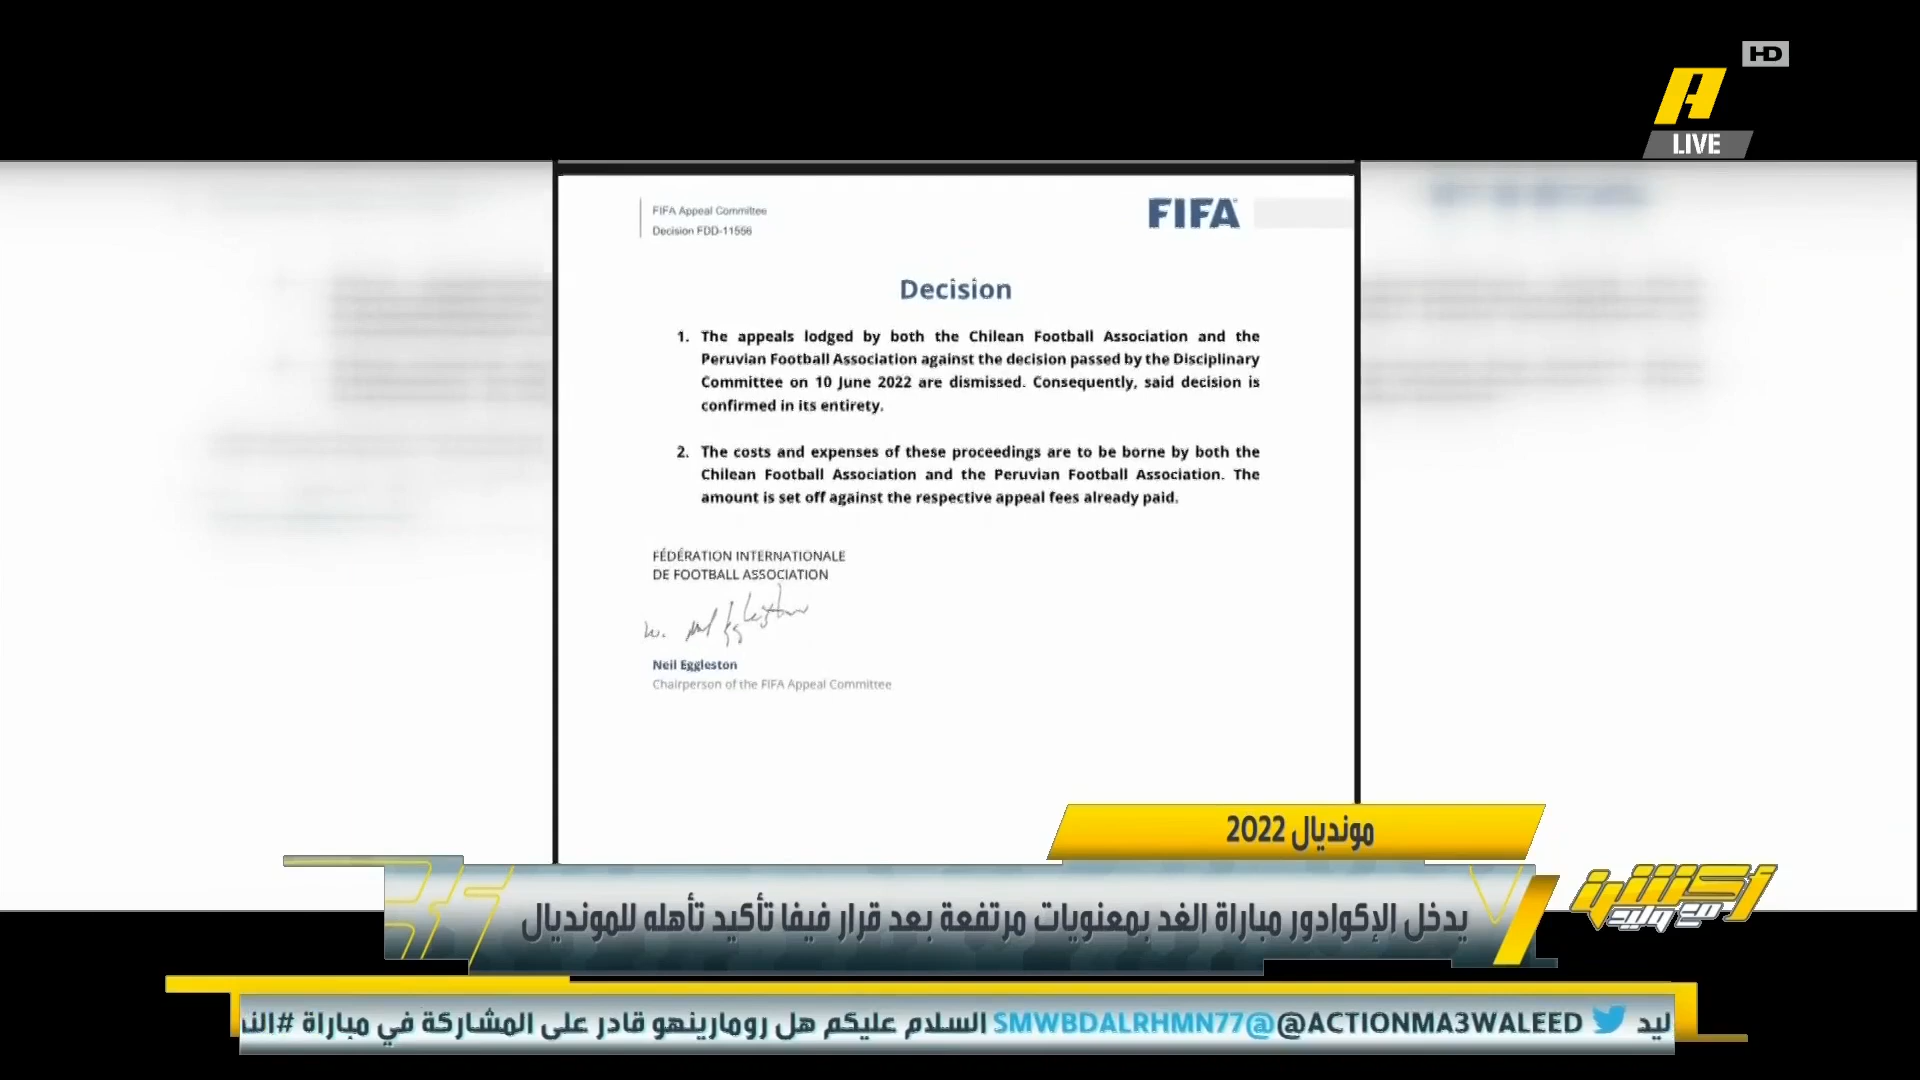 HD
LIVE
FIFA Appeal Committee
Decision FDD-11556
FIFA
Decision
1. The appeals lodged by both the Chilean Football Association and the
Peruvian Football Association against the decision passed by the Disciplinary
Committee on 10 June 2022 are dismissed. Consequently, said decision is
confirmed in its entirety.
2. The costs and expenses of these proceedings are to be borne by both the
Chilean Football Association and the Peruvian Football Association. The
amount is set off against the respective appeal fees already paid.
FÉDÉRATION INTERNATIONALE
DE FOOTBALL ASSOCIATION
Neil Eggleston
Chairperson of the FIFA Appeal Committee
مونديال 2022
يدخل الإكوادور مباراة الغد بمعنويات مرتفعة بعد قرار فيفا تأكيد تأهله للمونديال
أكشن
مع وليد
ليد @ACTIONMA3WALEED @SMWBDALRHMN77 السلام عليكم هل رومارينهو قادر على المشاركة في مباراة #الن